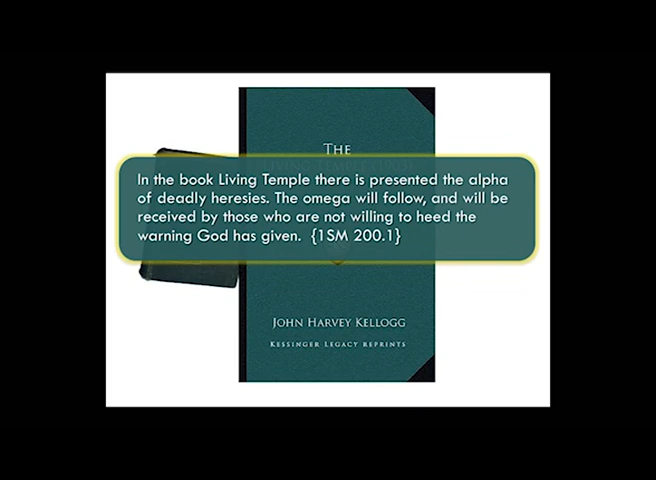 THE
In the book Living Temple there is presented the alpha
of deadly heresies. The omega will follow, and will be
received by those who are not willing to heed the
warning God has given. {1SM 200.1}
JOHN HARVEY KELLOGG
KESSINGER LEGACY REPRINTS